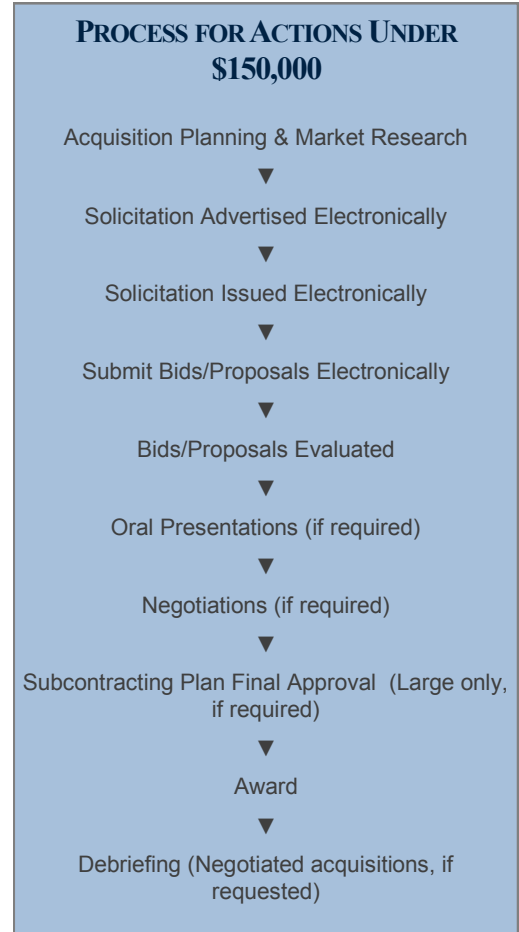 PROCESS FOR ACTIONS UNDER
$150,000
Acquisition Planning & Market Research
▼
Solicitation Advertised Electronically
▼
Solicitation Issued Electronically
▼
Submit Bids/Proposals Electronically
▼
Bids/Proposals Evaluated
▼
Oral Presentations (if required)
▼
Negotiations (if required)
▼
Subcontracting Plan Final Approval (Large only,
if required)
▼
Award
▼
Debriefing (Negotiated acquisitions, if
requested)